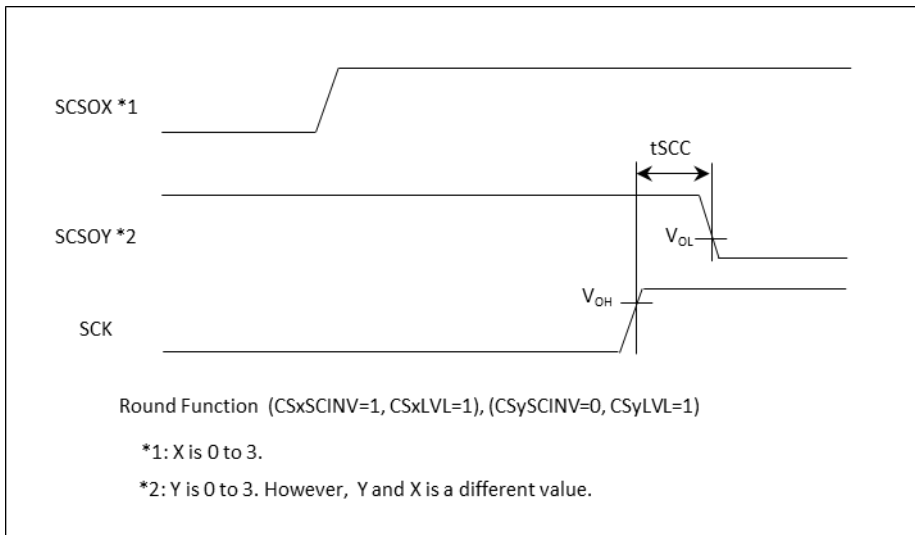 SCSOX *1
tSCC
SCSOY *2
VOL
VOH
SCK
Round Function (CSxSCINV=1, CSxLVL=1), (CSySCINV=0, CSyLVL=1)
*1: X is 0 to 3.
*2: Y is 0 to 3. However, Y and X is a different value.